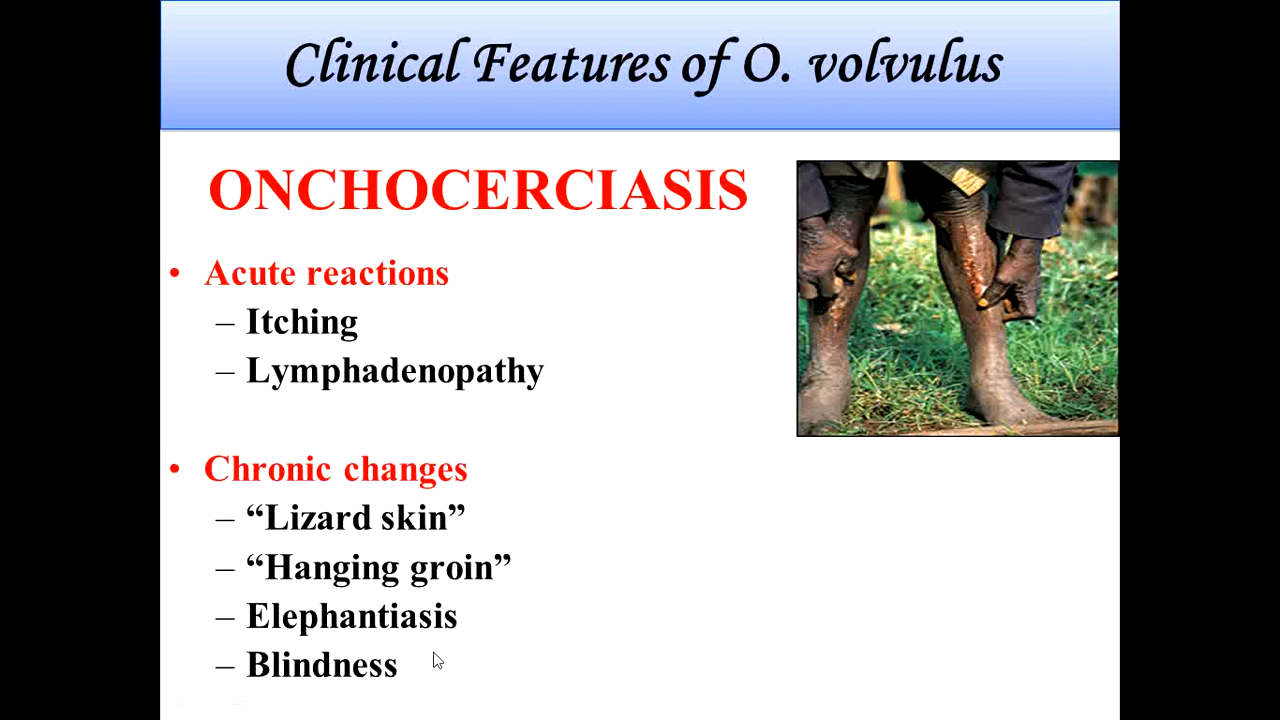 Clinical Features of O. volvulus
ONCHOCERCIASIS
• Acute reactions
– Itching
– Lymphadenopathy
• Chronic changes
– “Lizard skin”
– “Hanging groin”
– Elephantiasis
– Blindness